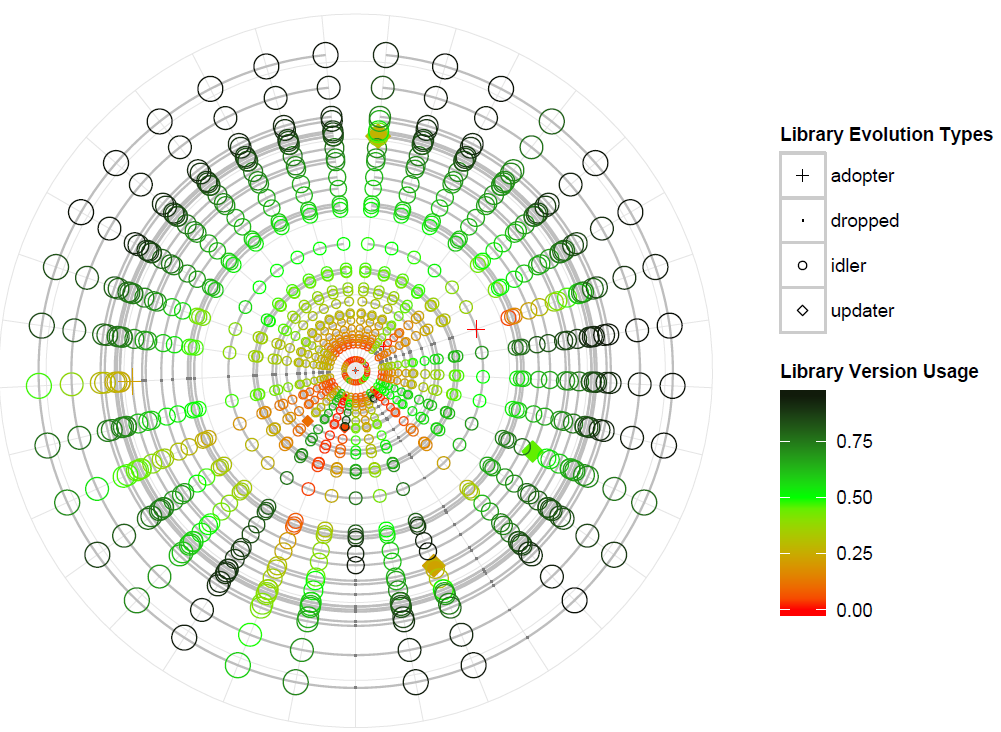 Library Evolution Types
adopter
dropped
idler
updater
Library Version Usage
0.75
0.50
0.25
0.00